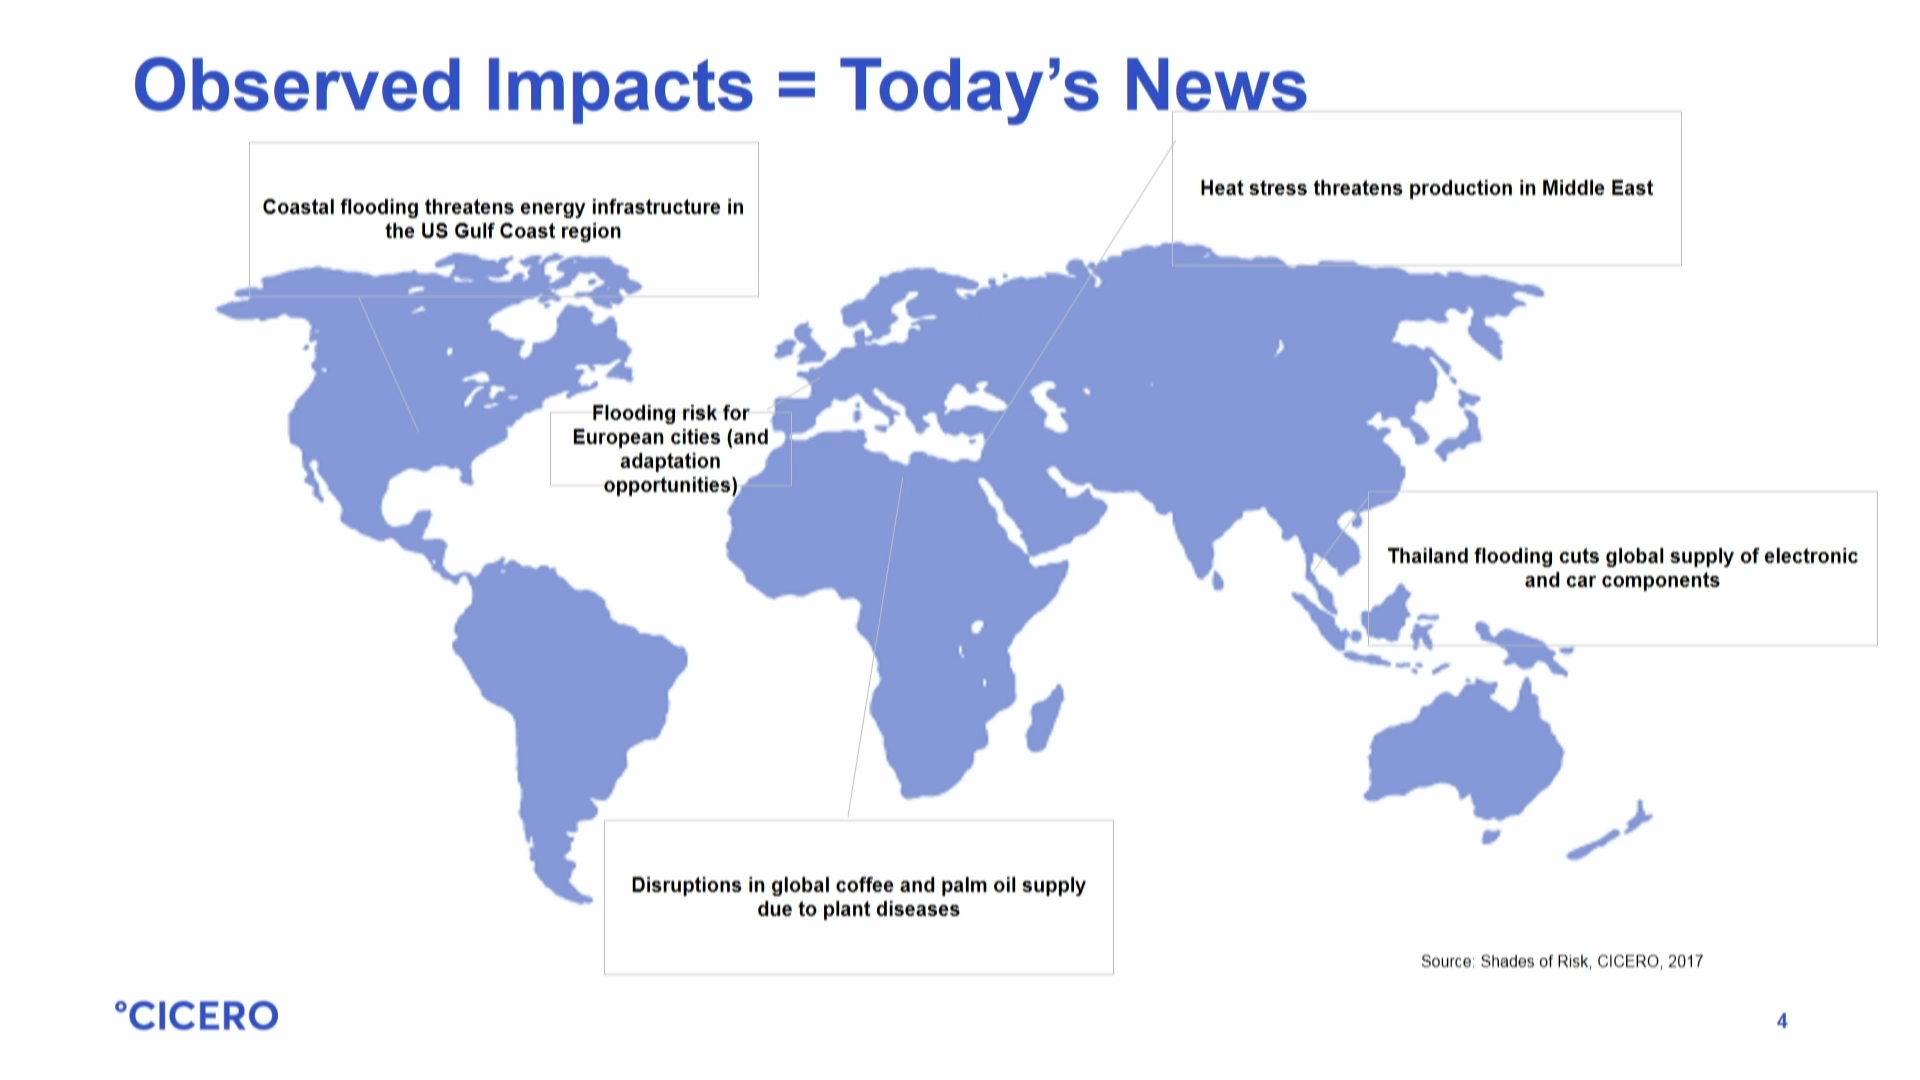 Observed Impacts = Today’s News
Coastal flooding threatens energy infrastructure in
the US Gulf Coast region
Heat stress threatens production in Middle East
Flooding risk for
European cities (and
adaptation
opportunities)
Thailand flooding cuts global supply of electronic
and car components
Disruptions in global coffee and palm oil supply
due to plant diseases
Source: Shades of Risk, CICERO, 2017
°CICERO
4